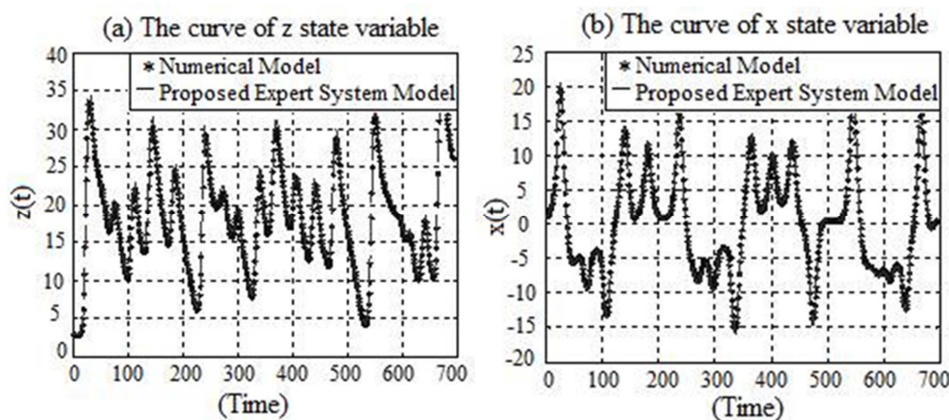 (a) The curve of z state variable
40
35
30
25
20
15
10
5
0
z(t)
* Numerical Model
— Proposed Expert System Model
0 100 200 300 400 500 600 700
(Time)
(b) The curve of x state variable
25
20
15
10
5
0
-5
-10
-15
-20
x(t)
* Numerical Model
— Proposed Expert System Model
0 100 200 300 400 500 600 700
(Time)